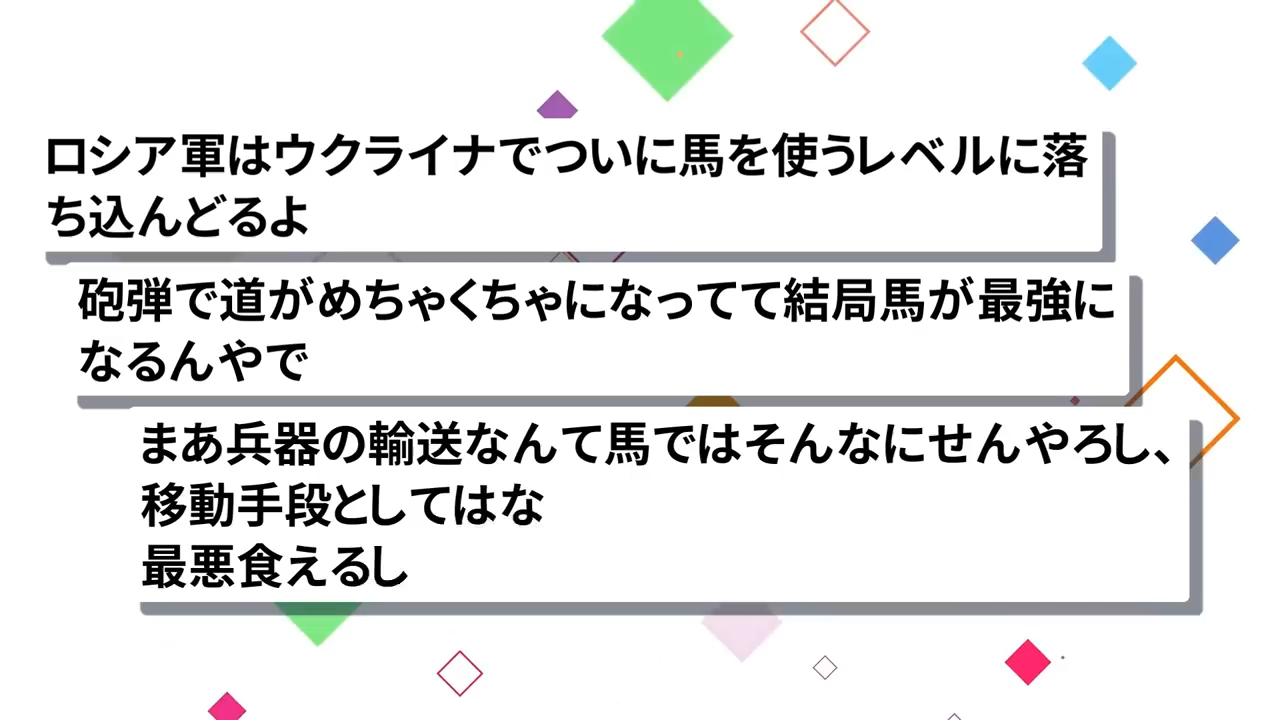 ロシア軍はウクライナでついに馬を使うレベルに落
ち込んどるよ
砲弾で道がめちゃくちゃになってて結局馬が最強に
なるんやで
まあ兵器の輸送なんて馬ではそんなにせんやろし、
移動手段としてはな
最悪食えるし